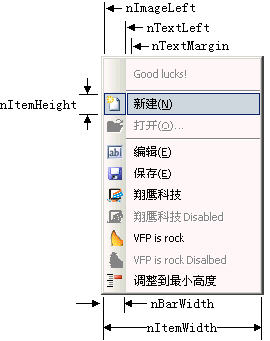 nImageLeft
nTextLeft
nTextMargin
Good lucks!
nItemHeight
新建(N)
打开(O)...
ab
编辑(E)
保存(E)
翔鹰科技
翔鹰科技 Disabled
VFP is rock
VFP is rock Disalbed
调整到最小高度
nBarWidth
nItemWidth